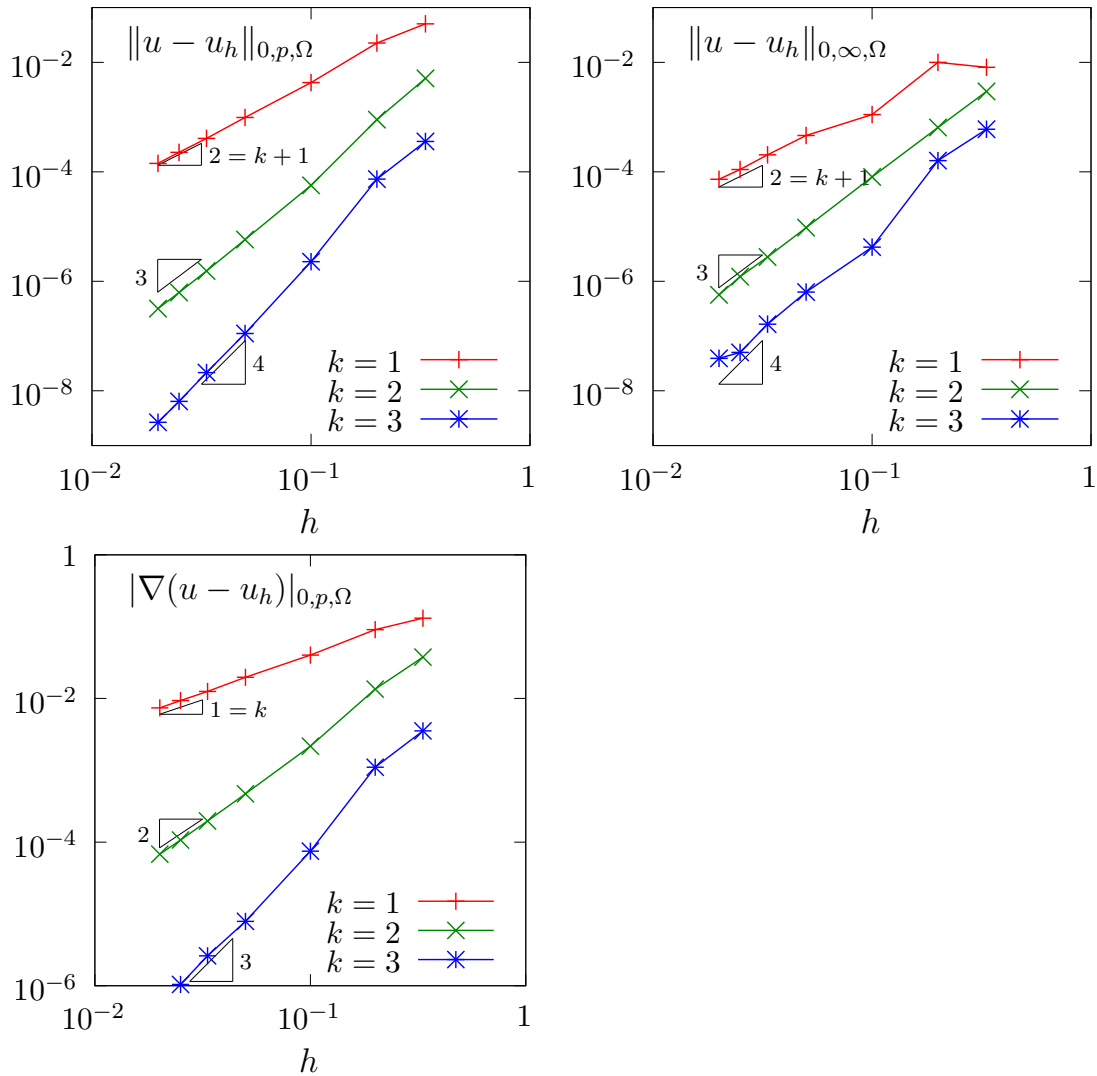 ‖u − u_h‖_{0,p,Ω}
10^{-2}
10^{-4}
10^{-6}
10^{-8}
2 = k + 1
3
4
k = 1
k = 2
k = 3
10^{-2} 10^{-1} 1
h
‖u − u_h‖_{0,∞,Ω}
10^{-2}
10^{-4}
10^{-6}
10^{-8}
2 = k + 1
3
4
k = 1
k = 2
k = 3
10^{-2} 10^{-1} 1
h
1
|∇(u − u_h)|_{0,p,Ω}
10^{-2}
10^{-4}
10^{-6}
1 = k
2
3
k = 1
k = 2
k = 3
10^{-2} 10^{-1} 1
h